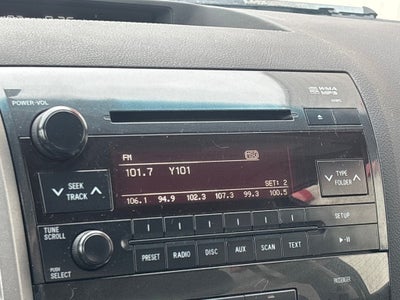 POWER-VOL
WMA
MP3
FM
101.7 Y101
SET: 2
106.1 94.9 102.3 107.3 99.3 100.5
SEEK
TRACK
TYPE
FOLDER
TUNE
SCROLL
PUSH
SELECT
PRESET RADIO DISC AUX SCAN TEXT
SETUP
PASSENGER